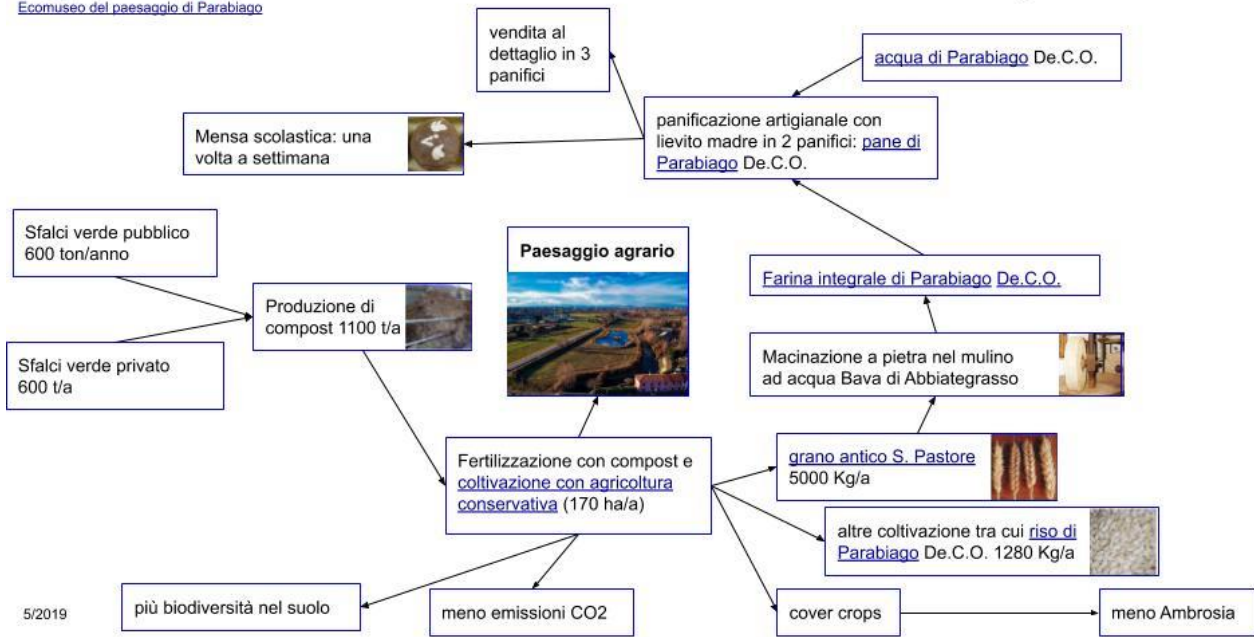 Ecomuseo del paesaggio di Parabiago
vendita al
dettaglio in 3
panifici
acqua di Parabiago De.C.O.
Mensa scolastica: una
volta a settimana
panificazione artigianale con
lievito madre in 2 panifici: pane di
Parabiago De.C.O.
Sfalci verde pubblico
600 ton/anno
Paesaggio agrario
Farina integrale di Parabiago De.C.O.
Produzione di
compost 1100 t/a
Sfalci verde privato
600 t/a
Macinazione a pietra nel mulino
ad acqua Bava di Abbiategrasso
Fertilizzazione con compost e
coltivazione con agricoltura
conservativa (170 ha/a)
grano antico S. Pastore
5000 Kg/a
altre coltivazione tra cui riso di
Parabiago De.C.O. 1280 Kg/a
5/2019
più biodiversità nel suolo
meno emissioni CO2
cover crops
meno Ambrosia